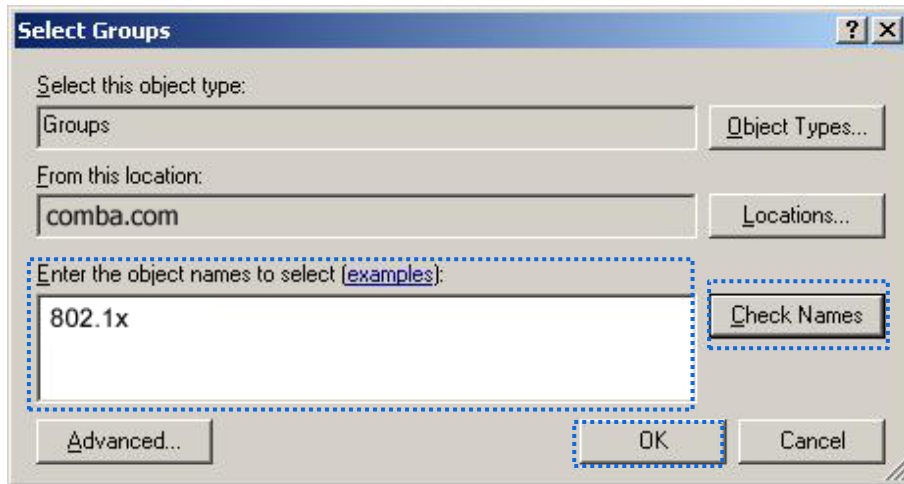 Select Groups
Select this object type:
Groups
Object Types...
From this location:
comba.com
Locations...
Enter the object names to select (examples):
802.1x
Check Names
Advanced...
OK
Cancel